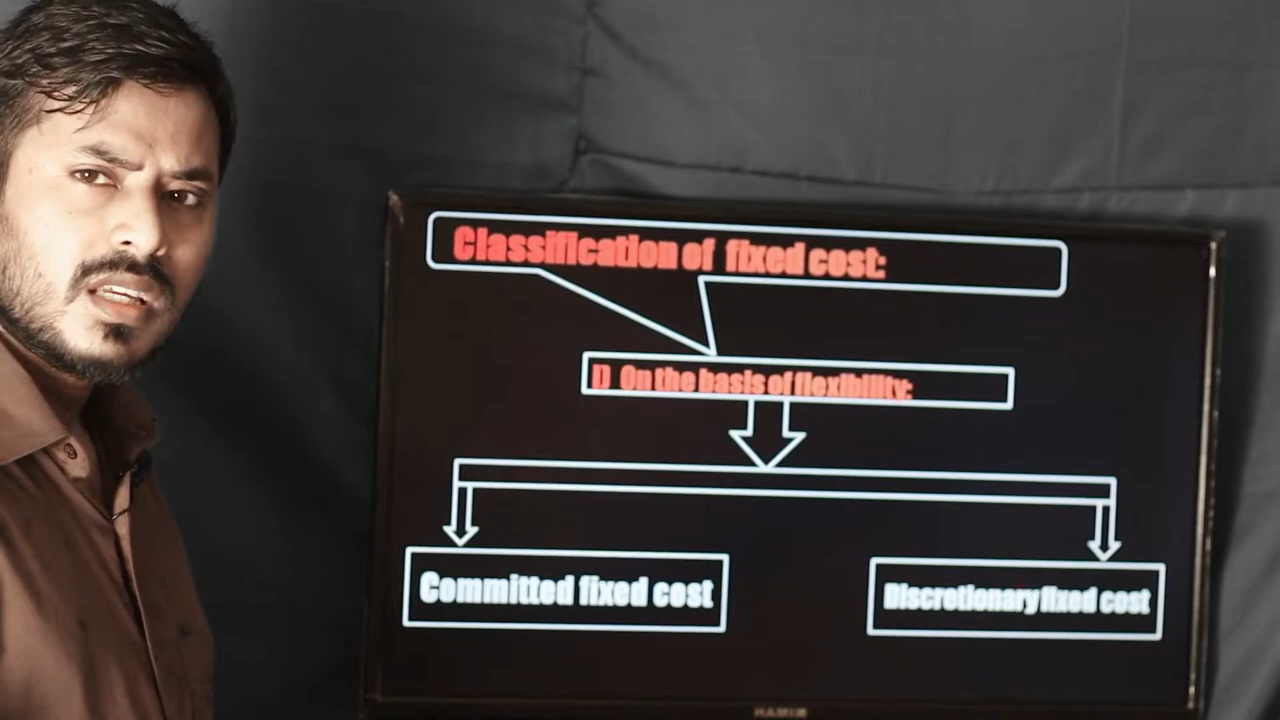 Classification of fixed cost:
I) On the basis of flexibility:
Committed fixed cost
Discretionary fixed cost